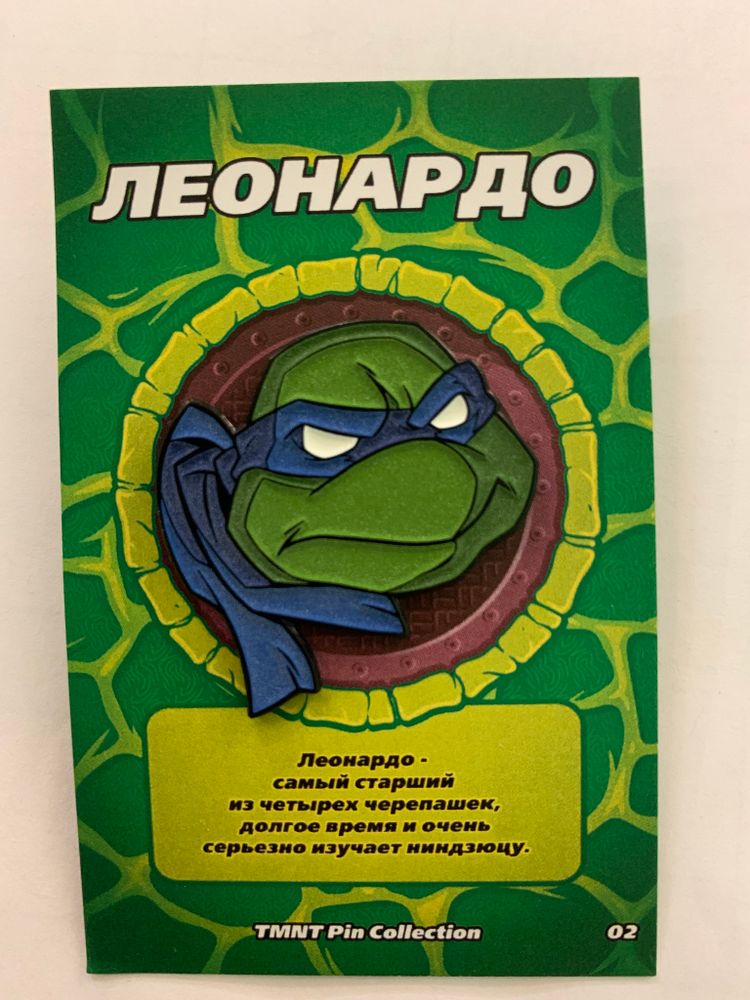 ЛЕОНАРДО
Леонардо -
самый старший
из четырех черепашек,
долгое время и очень
серьезно изучает ниндзюцу.
TMNT Pin Collection
02